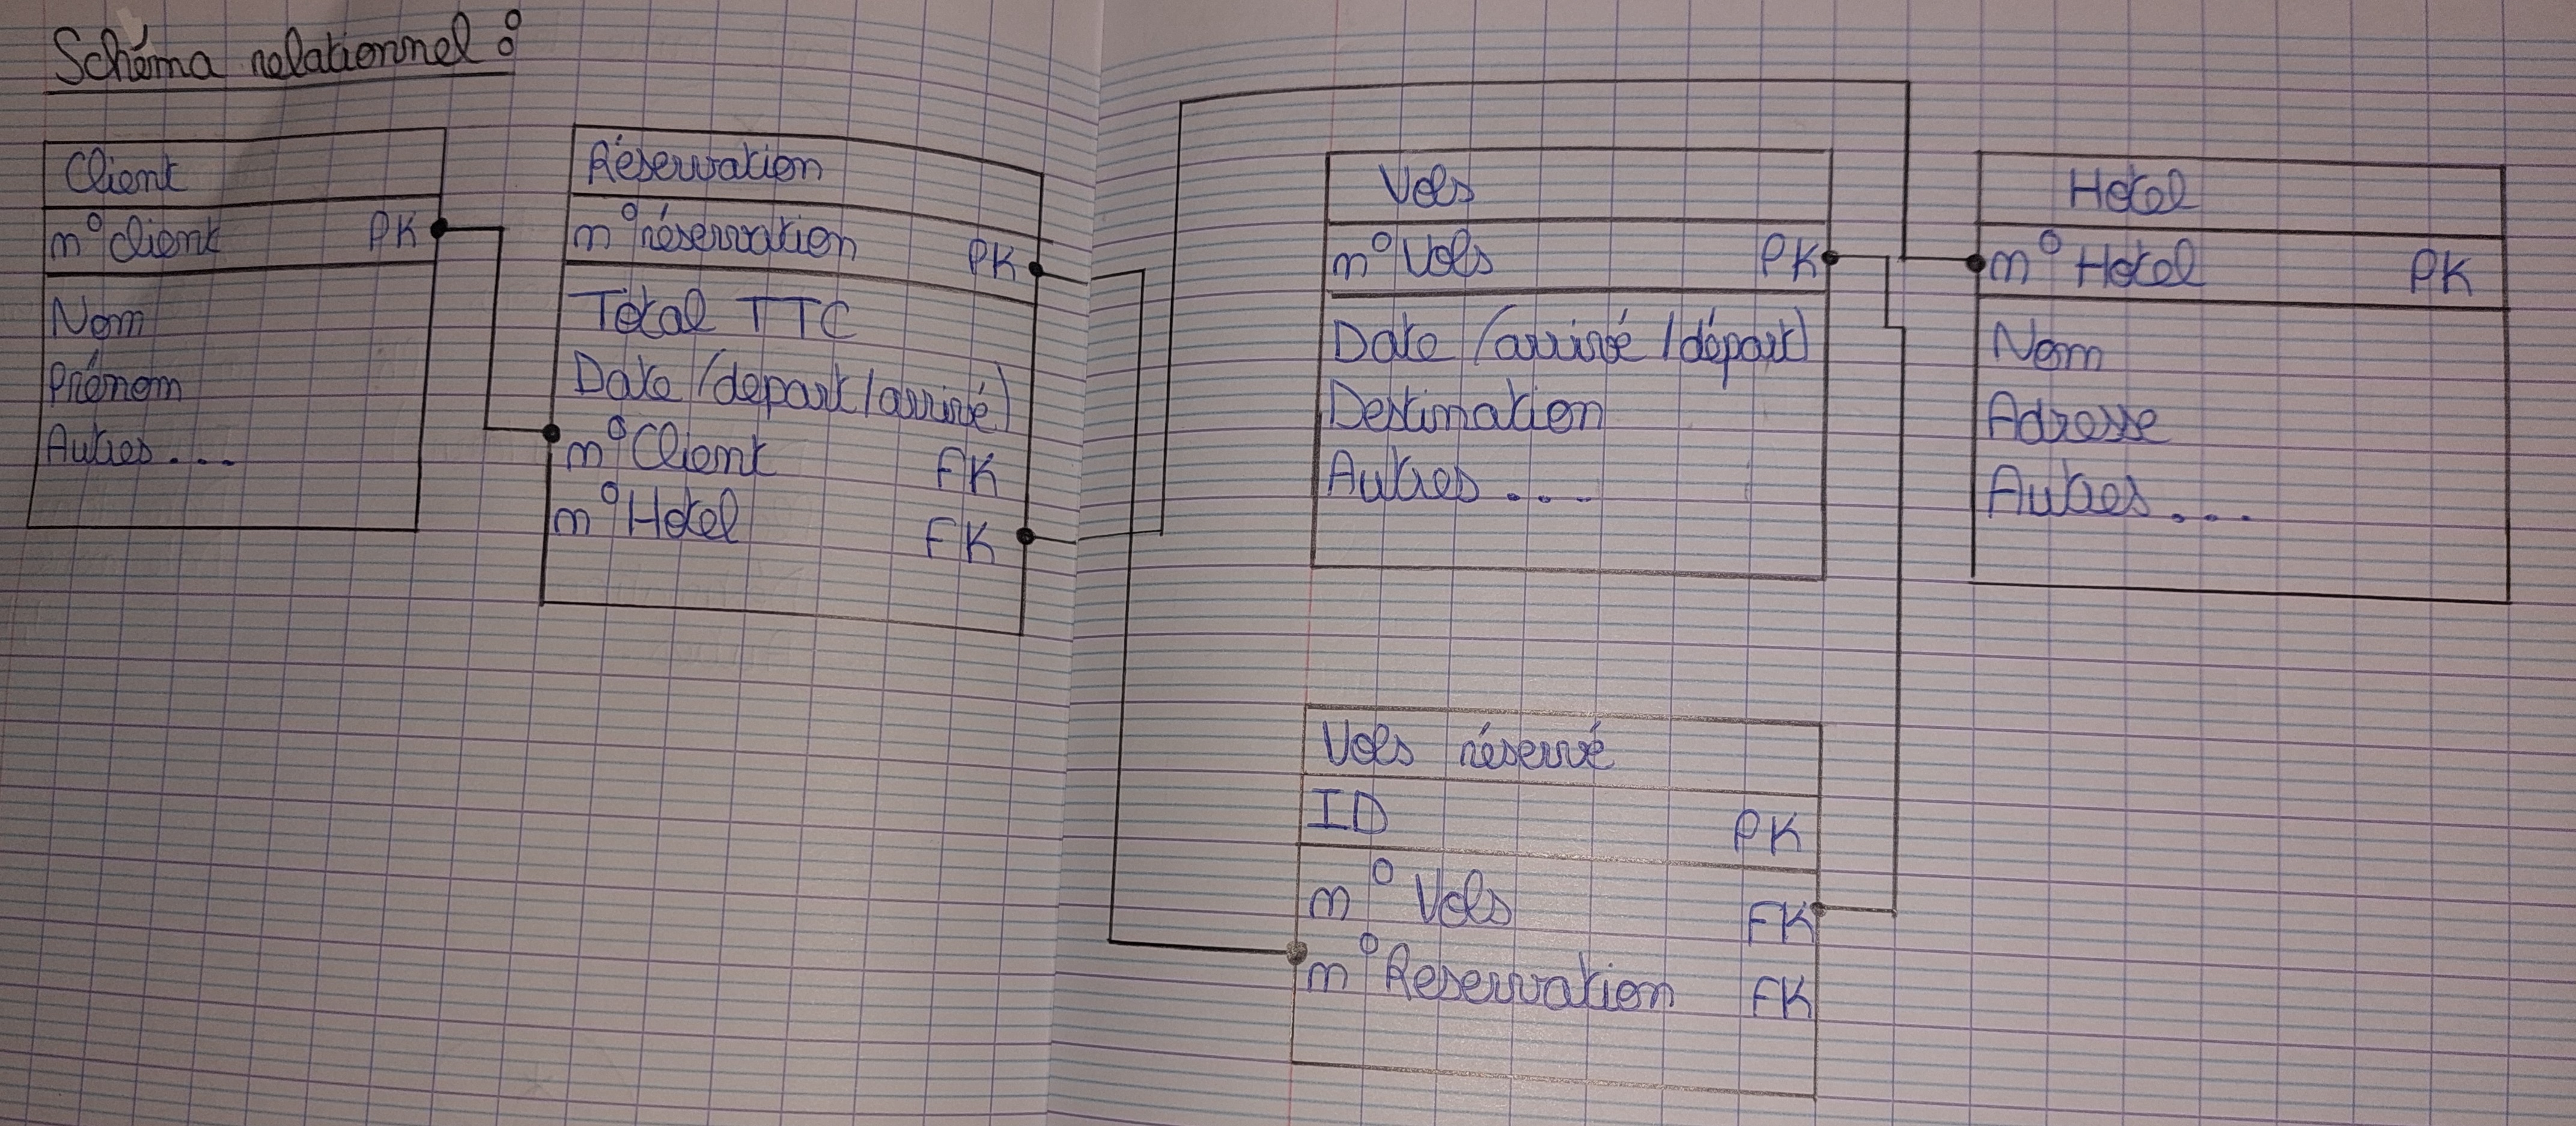 Schéma relationnel :
Client
n° client PK
Nom
Prénom
Autres...
Réservation
n° réservation PK
Total TTC
Date (départ/arrivé)
n° Client FK
n° Hotel FK
Vols
n° Vols PK
Date (arrivé/départ)
Destination
Autres....
Hotel
n° Hotel PK
Nom
Adresse
Autres...
Vols réservé
ID PK
n° Vols FK
n° Reservation FK